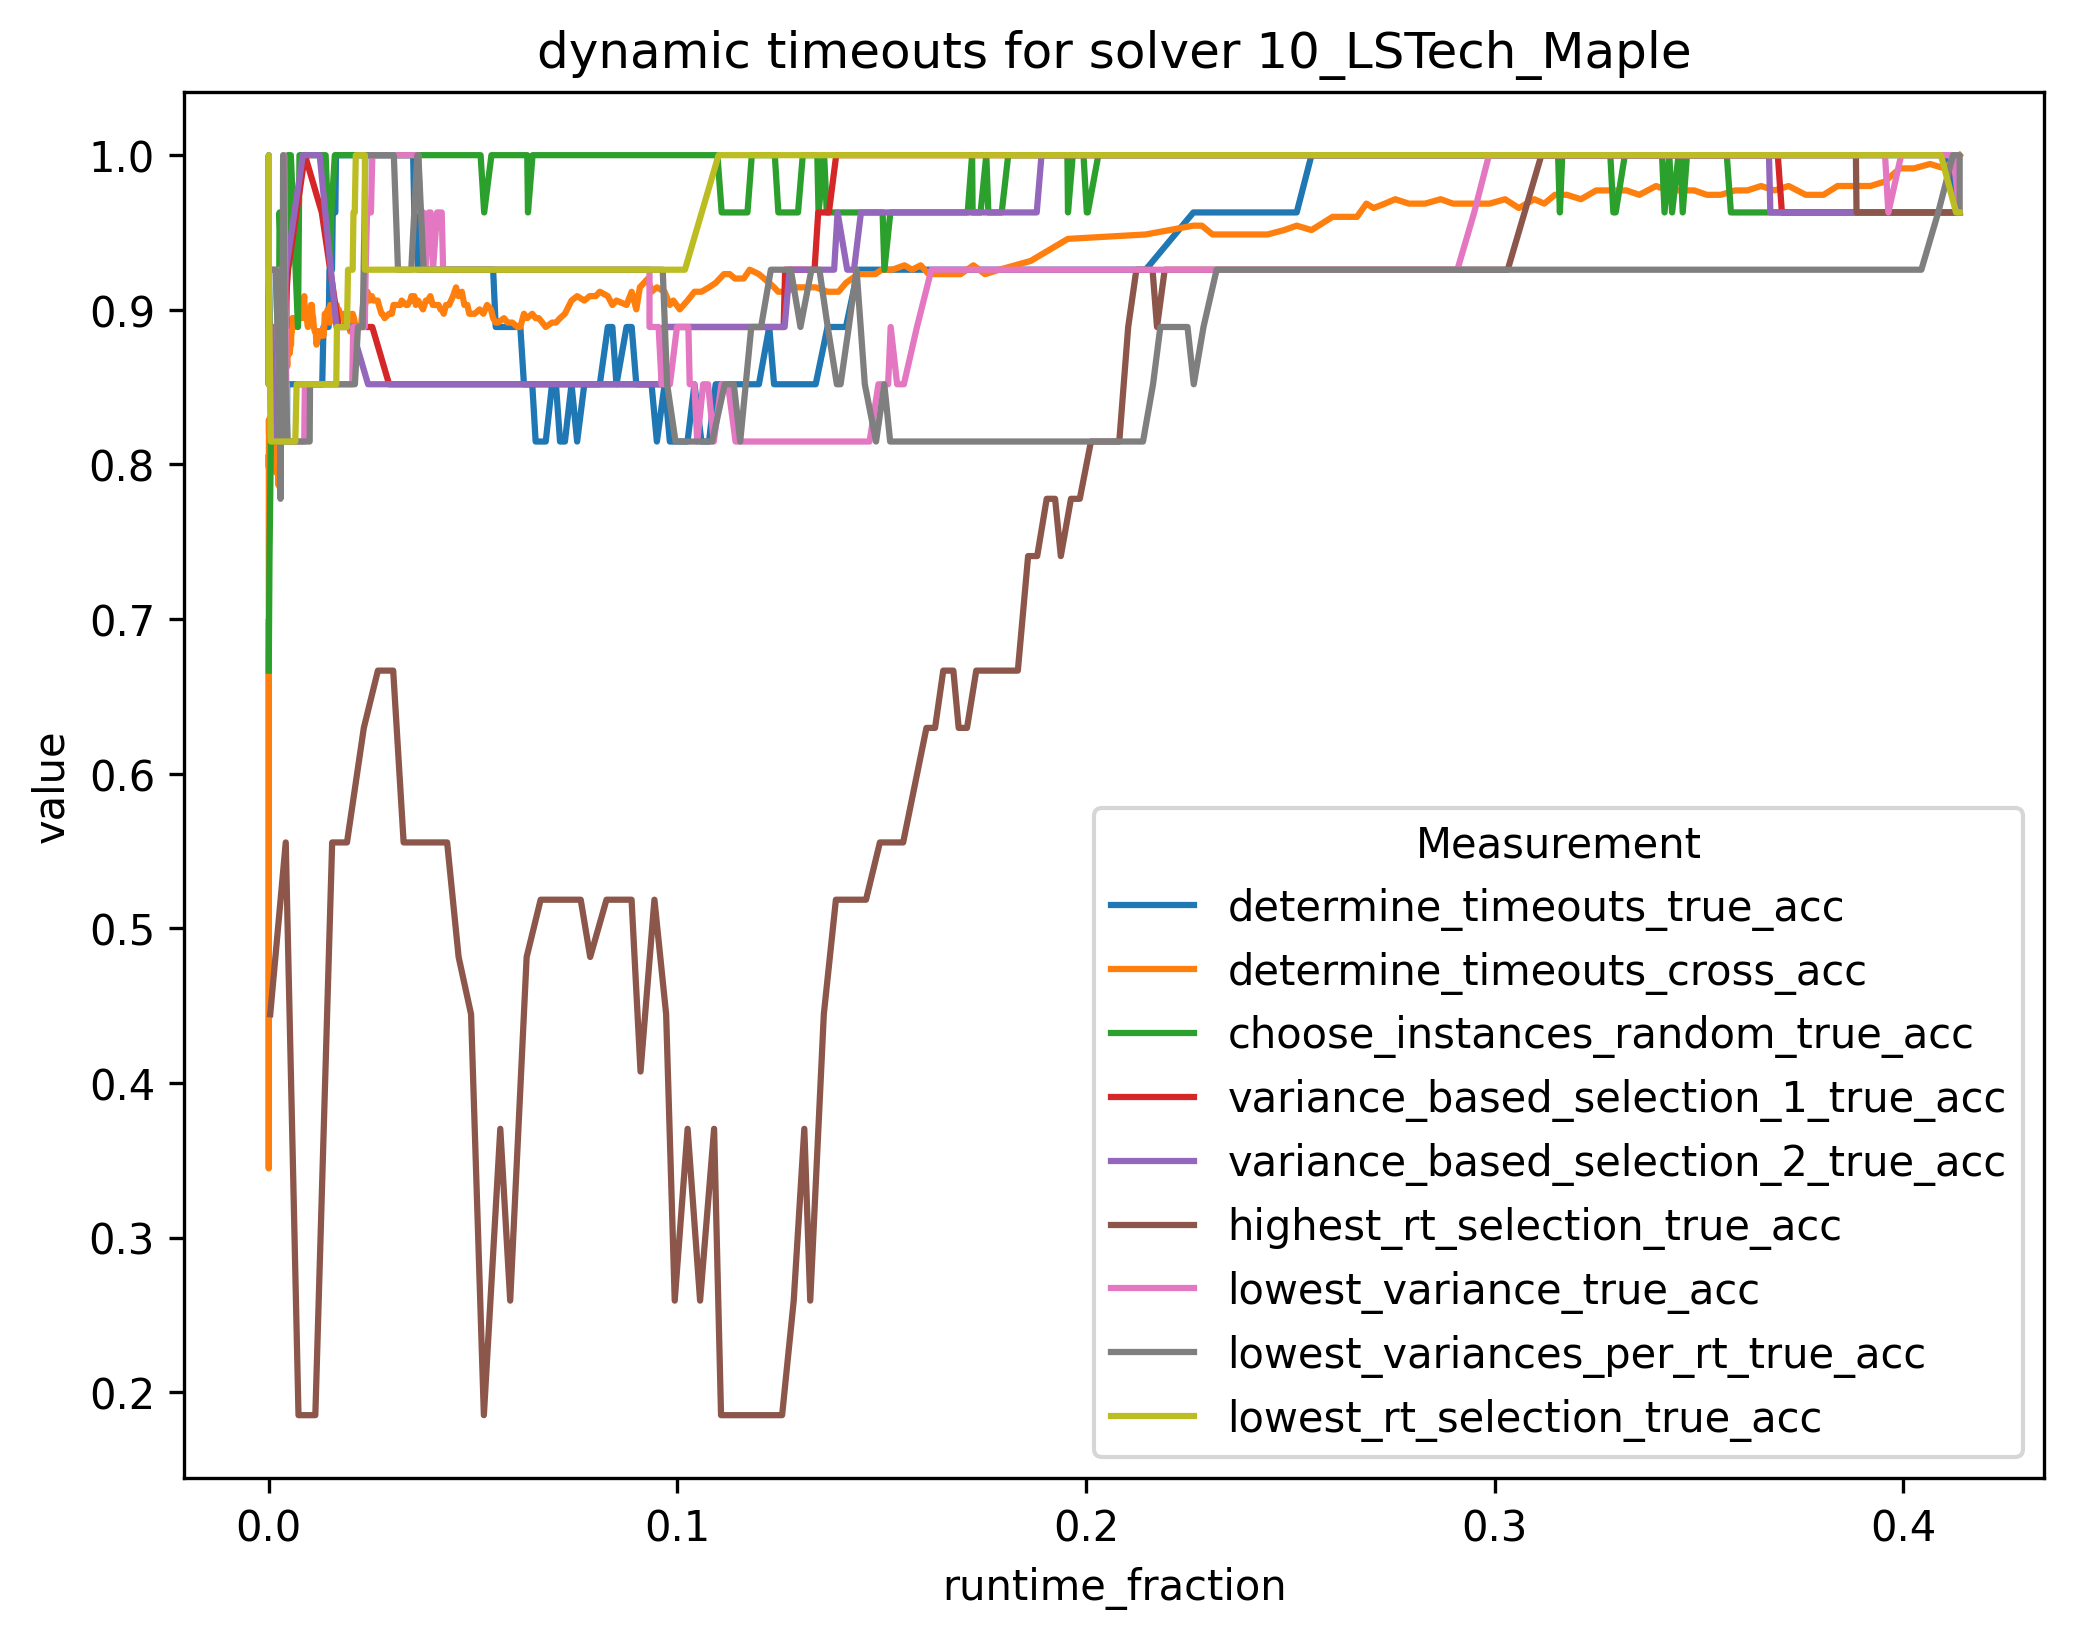 dynamic timeouts for solver 10_LSTech_Maple
1.0
0.9
0.8
0.7
0.6
0.5
0.4
0.3
0.2
value
Measurement
determine_timeouts_true_acc
determine_timeouts_cross_acc
choose_instances_random_true_acc
variance_based_selection_1_true_acc
variance_based_selection_2_true_acc
highest_rt_selection_true_acc
lowest_variance_true_acc
lowest_variances_per_rt_true_acc
lowest_rt_selection_true_acc
0.0 0.1 0.2 0.3 0.4
runtime_fraction